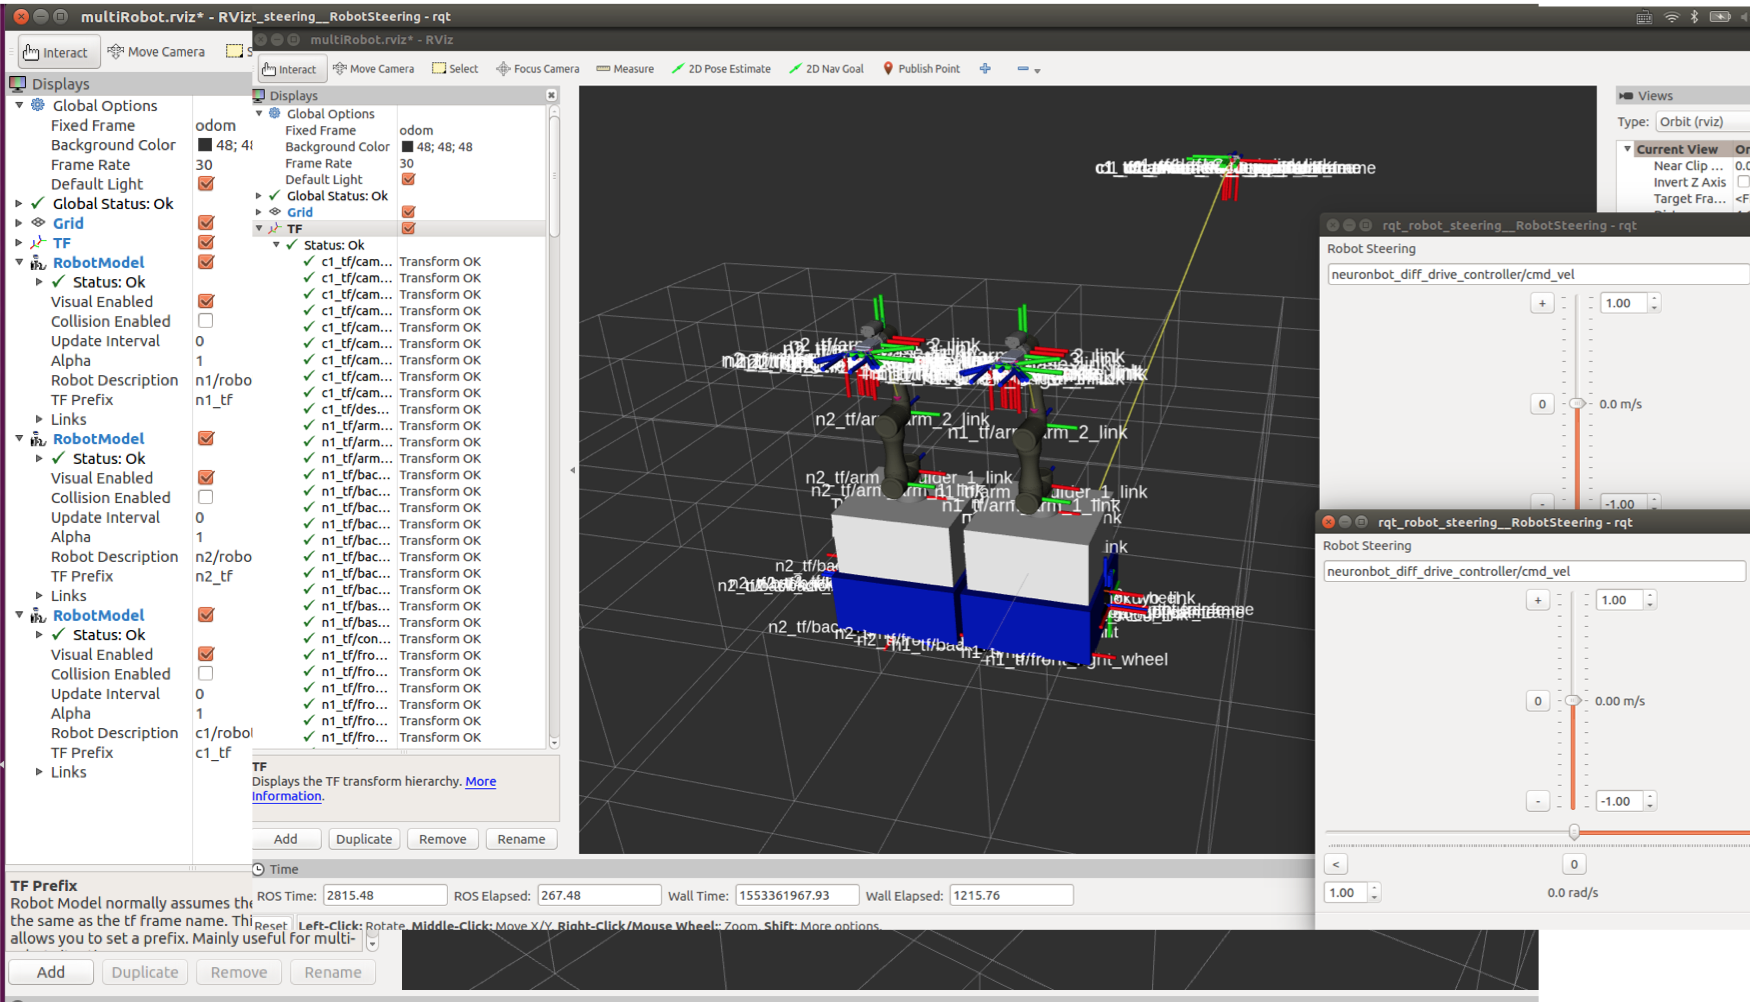 multiRobot.rviz* - RViz
t_steering__RobotSteering - rqt
Interact
Move Camera
Displays
Global Options
Fixed Frame odom
Background Color 48; 48
Frame Rate 30
Default Light
Global Status: Ok
Grid
TF
RobotModel
Status: Ok
Visual Enabled
Collision Enabled
Update Interval 0
Alpha 1
Robot Description n1/robo
TF Prefix n1_tf
Links
RobotModel
Status: Ok
Visual Enabled
Collision Enabled
Update Interval 0
Alpha 1
Robot Description n2/robo
TF Prefix n2_tf
Links
RobotModel
Status: Ok
Visual Enabled
Collision Enabled
Update Interval 0
Alpha 1
Robot Description c1/robot
TF Prefix c1_tf
Links
TF Prefix
Robot Model normally assumes the
the same as the tf frame name. Thi
allows you to set a prefix. Mainly useful for multi-
Add Duplicate Remove Rename
multiRobot.rviz* - RViz
Interact Move Camera Select Focus Camera Measure 2D Pose Estimate 2D Nav Goal Publish Point
Displays
Global Options
Fixed Frame odom
Background Color 48; 48; 48
Frame Rate 30
Default Light
Global Status: Ok
Grid
TF
Status: Ok
c1_tf/cam... Transform OK
c1_tf/cam... Transform OK
c1_tf/cam... Transform OK
c1_tf/cam... Transform OK
c1_tf/cam... Transform OK
c1_tf/cam... Transform OK
c1_tf/cam... Transform OK
c1_tf/cam... Transform OK
c1_tf/cam... Transform OK
c1_tf/des... Transform OK
n1_tf/arm... Transform OK
n1_tf/arm... Transform OK
n1_tf/arm... Transform OK
n1_tf/bac... Transform OK
n1_tf/bac... Transform OK
n1_tf/bac... Transform OK
n1_tf/bac... Transform OK
n1_tf/bac... Transform OK
n1_tf/bac... Transform OK
n1_tf/bac... Transform OK
n1_tf/bac... Transform OK
n1_tf/bas... Transform OK
n1_tf/bas... Transform OK
n1_tf/con... Transform OK
n1_tf/fro... Transform OK
n1_tf/fro... Transform OK
n1_tf/fro... Transform OK
n1_tf/fro... Transform OK
n1_tf/fro... Transform OK
n1_tf/fro... Transform OK
TF
Displays the TF transform hierarchy. More
Information.
Add Duplicate Remove Rename
Time
ROS Time: 2815.48 ROS Elapsed: 267.48 Wall Time: 1553361967.93 Wall Elapsed: 1215.76
Reset Left-Click: Rotate. Middle-Click: Move X/Y. Right-Click/Mouse Wheel:: Zoom. Shift: More options.
n2_tf/arm
arm_2_link
n1_tf/arm
arm_2_link
n1_tf/front_right_wheel
Views
Type: Orbit (rviz)
Current View Or
Near Clip ... 0.0
Invert Z Axis
Target Fra... <F
rqt_robot_steering__RobotSteering - rqt
Robot Steering
neuronbot_diff_drive_controller/cmd_vel
+ 1.00
0 0.0 m/s
- -1.00
rqt_robot_steering__RobotSteering - rqt
Robot Steering
neuronbot_diff_drive_controller/cmd_vel
+ 1.00
0 0.00 m/s
- -1.00
< 0
1.00 0.0 rad/s